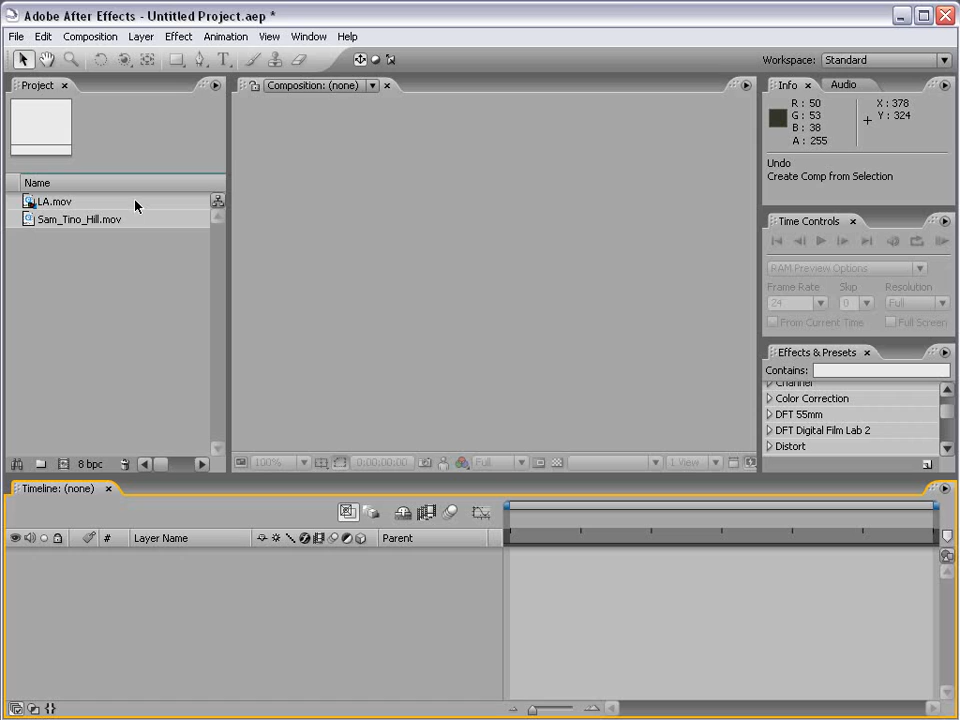 Adobe After Effects - Untitled Project.aep *
File Edit Composition Layer Effect Animation View Window Help
Workspace: Standard
Project
Composition: (none)
Info Audio
R : 50
G : 53
B : 38
A : 255
X : 378
Y : 324
Undo
Create Comp from Selection
Name
LA.mov
Sam_Tino_Hill.mov
Time Controls
RAM Preview Options
Frame Rate Skip Resolution
24 0 Full
From Current Time Full Screen
Effects & Presets
Contains:
Channel
Color Correction
DFT 55mm
DFT Digital Film Lab 2
Distort
8 bpc
100% 0:00:00:00 Full 1 View
Timeline: (none)
# Layer Name Parent